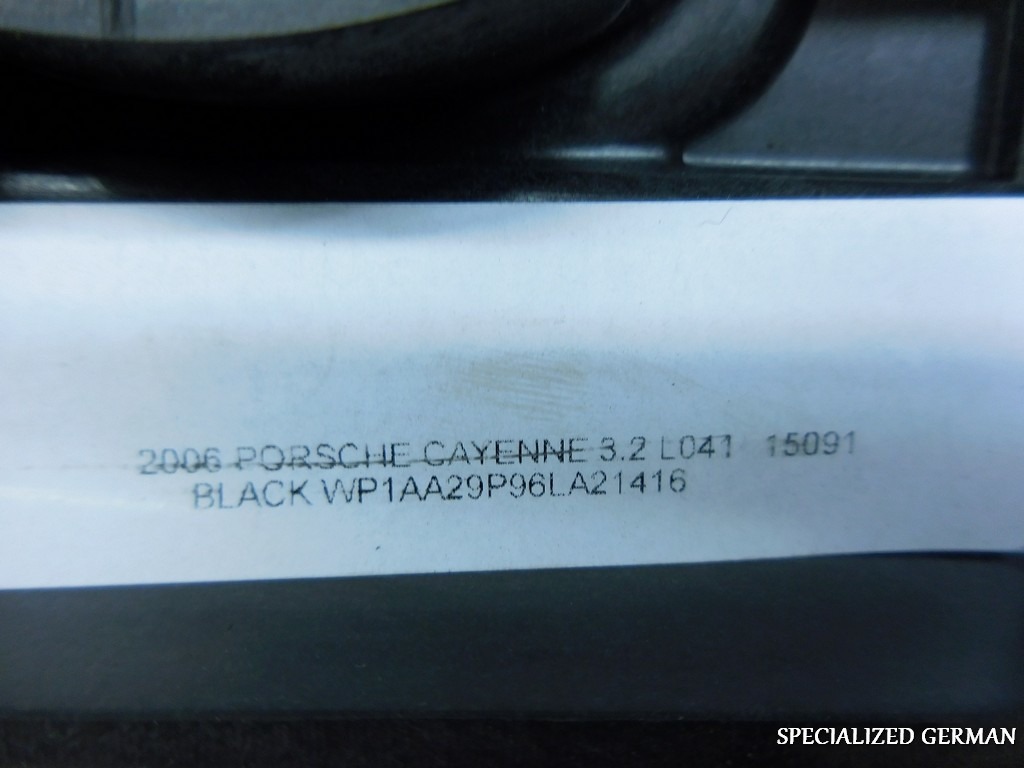 2006 PORSCHE CAYENNE 3.2 L041 15091
BLACK WP1AA29P96LA21416
SPECIALIZED GERMAN